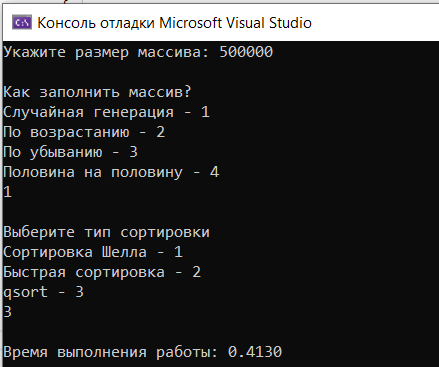 Консоль отладки Microsoft Visual Studio
Укажите размер массива: 500000
Как заполнить массив?
Случайная генерация - 1
По возрастанию - 2
По убыванию - 3
Половина на половину - 4
1
Выберите тип сортировки
Сортировка Шелла - 1
Быстрая сортировка - 2
qsort - 3
3
Время выполнения работы: 0.4130